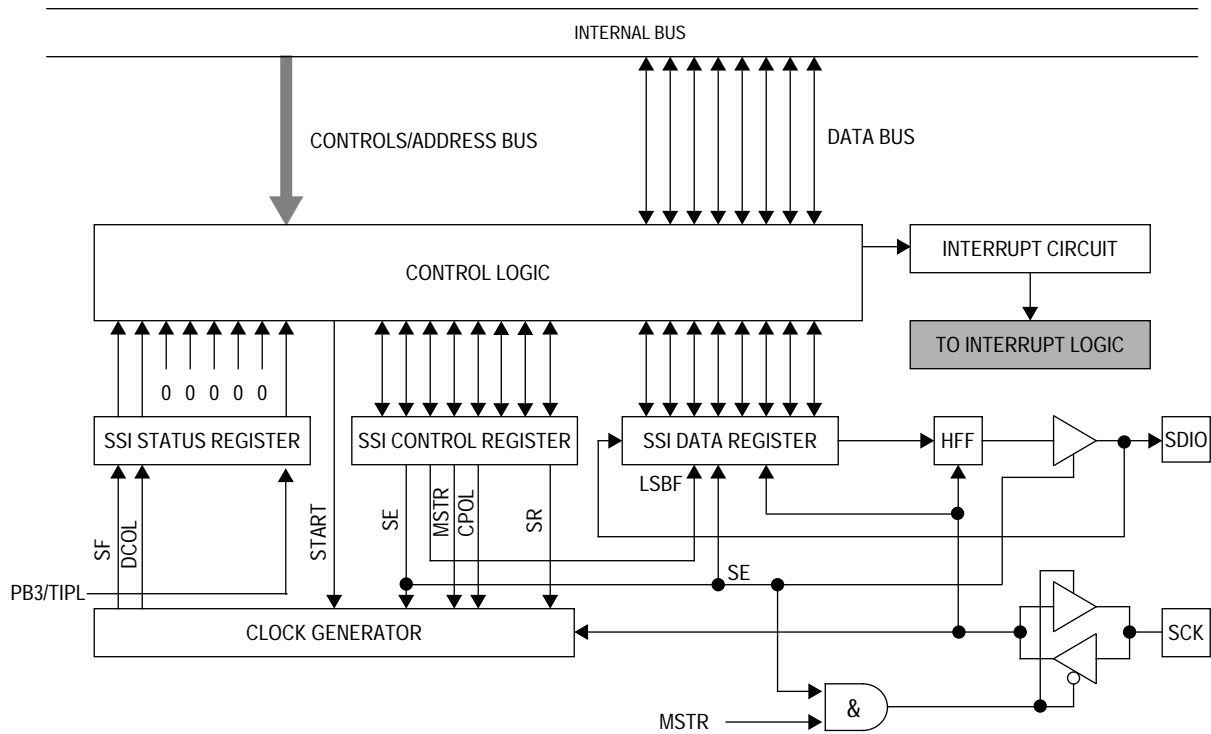 INTERNAL BUS
CONTROLS/ADDRESS BUS
DATA BUS
CONTROL LOGIC
INTERRUPT CIRCUIT
TO INTERRUPT LOGIC
0 0 0 0 0
SSI STATUS REGISTER
SSI CONTROL REGISTER
SSI DATA REGISTER
HFF
SDIO
LSBF
SF
DCOL
START
SE
MSTR
CPOL
SR
SE
PB3/TIPL
CLOCK GENERATOR
SCK
&
MSTR